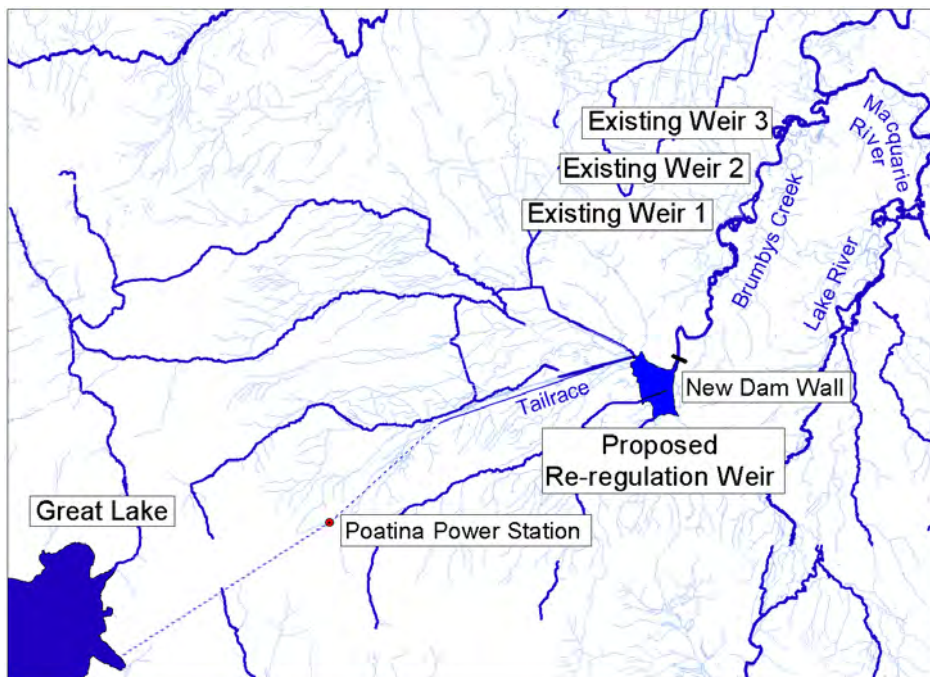 Existing Weir 3
Macquarie
River
Existing Weir 2
Existing Weir 1
Brumbys Creek
Lake River
New Dam Wall
Tailrace
Proposed
Re-regulation Weir
Great Lake
Poatina Power Station